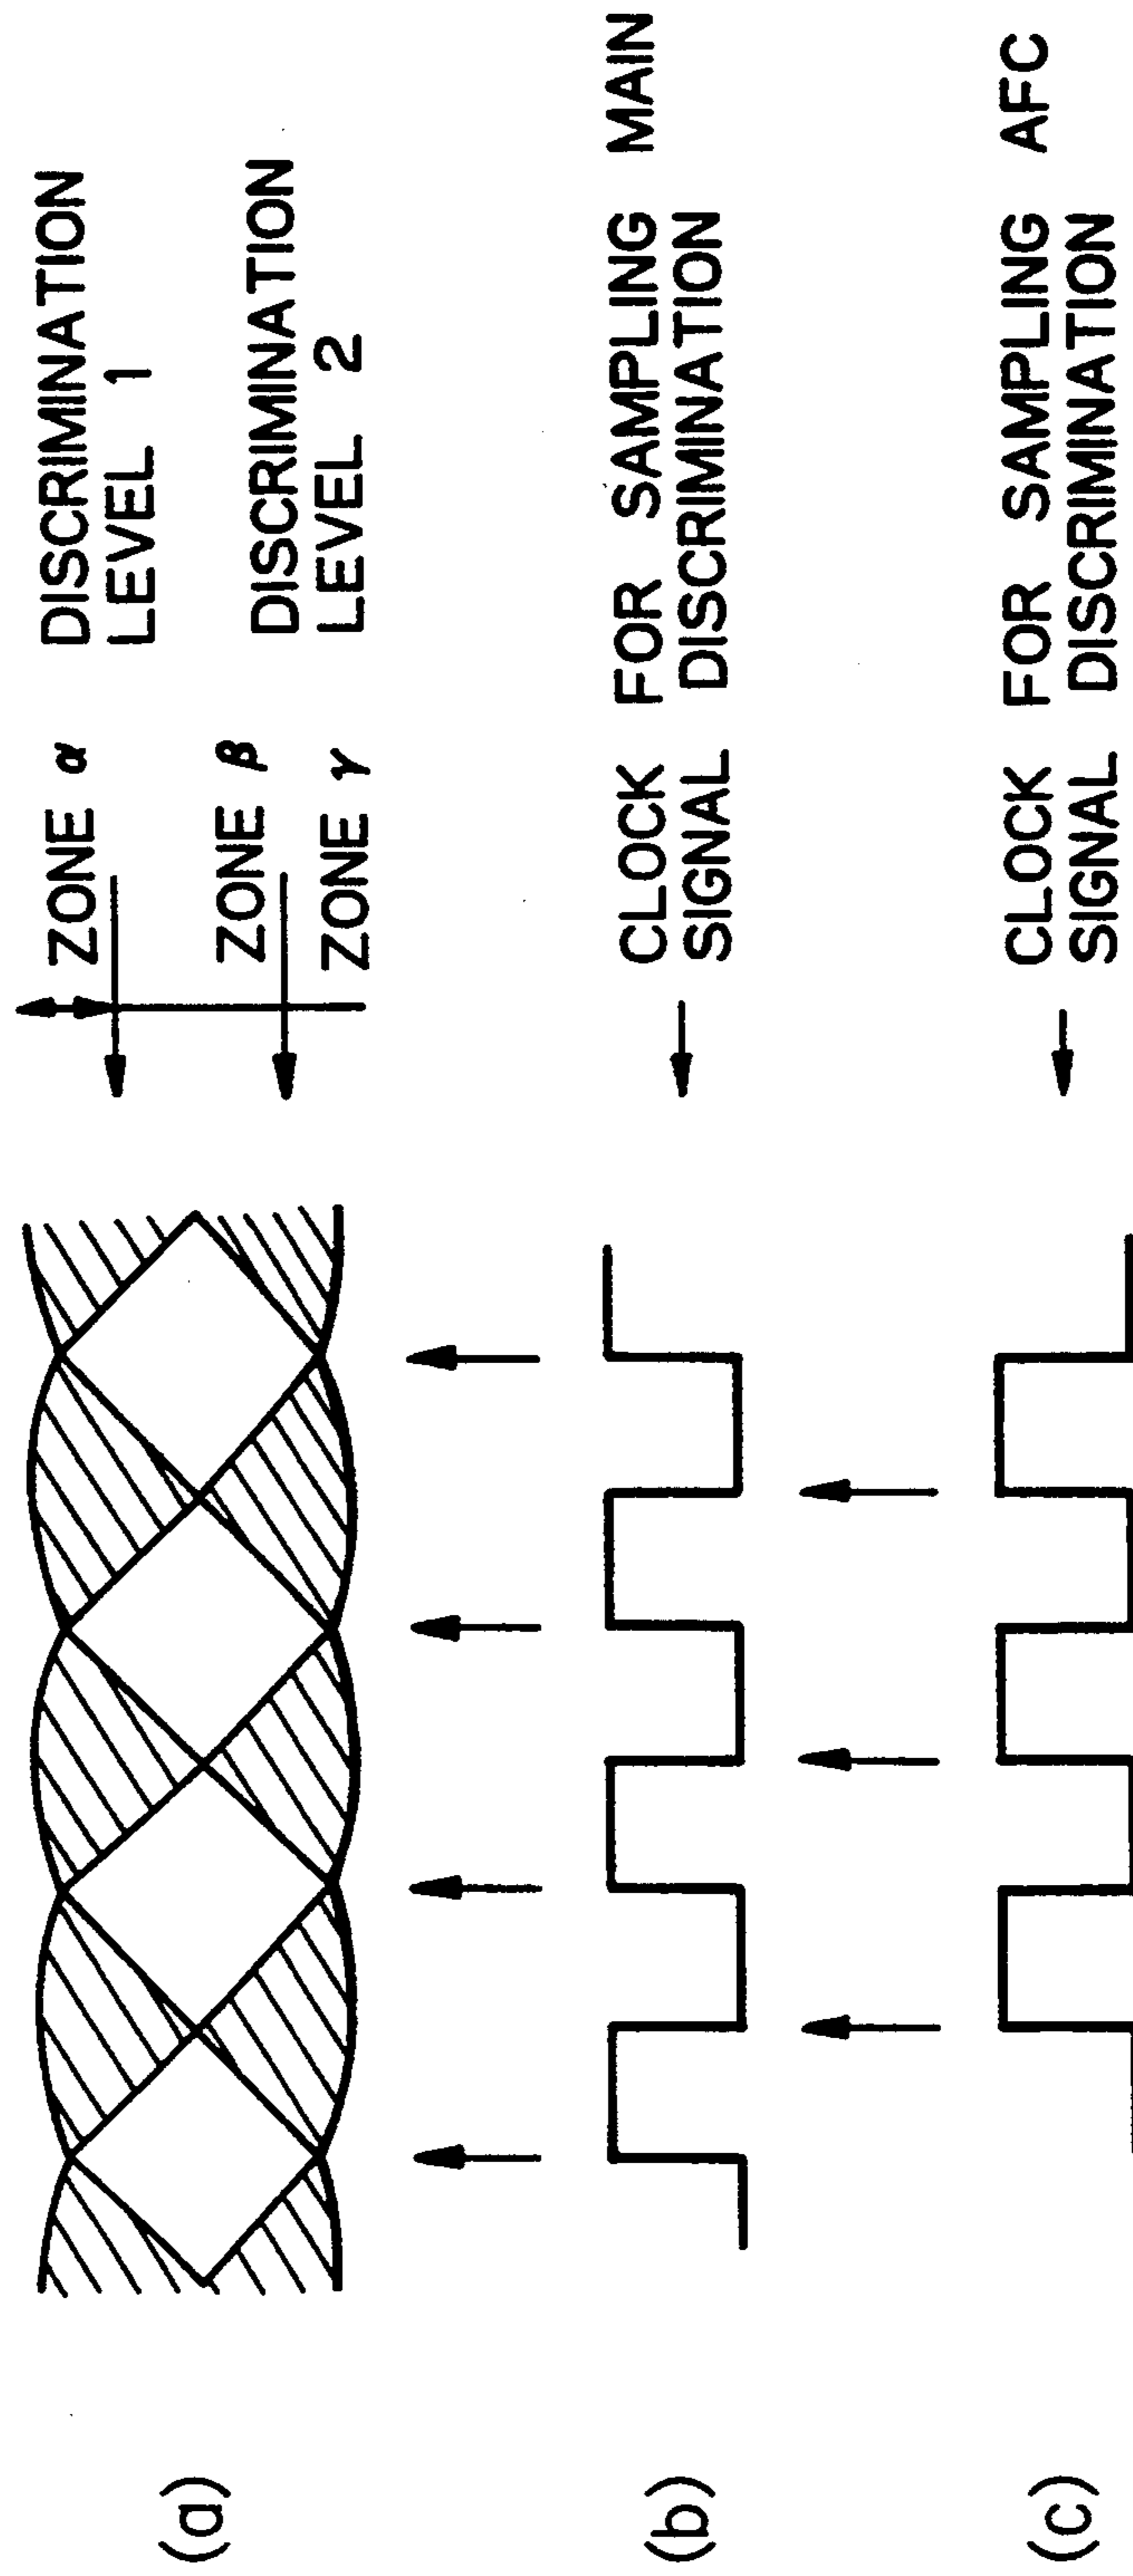 (a)
ZONE α
DISCRIMINATION
LEVEL 1
ZONE β
DISCRIMINATION
LEVEL 2
ZONE γ
(b)
CLOCK FOR SAMPLING MAIN
SIGNAL DISCRIMINATION
(c)
CLOCK FOR SAMPLING AFC
SIGNAL DISCRIMINATION